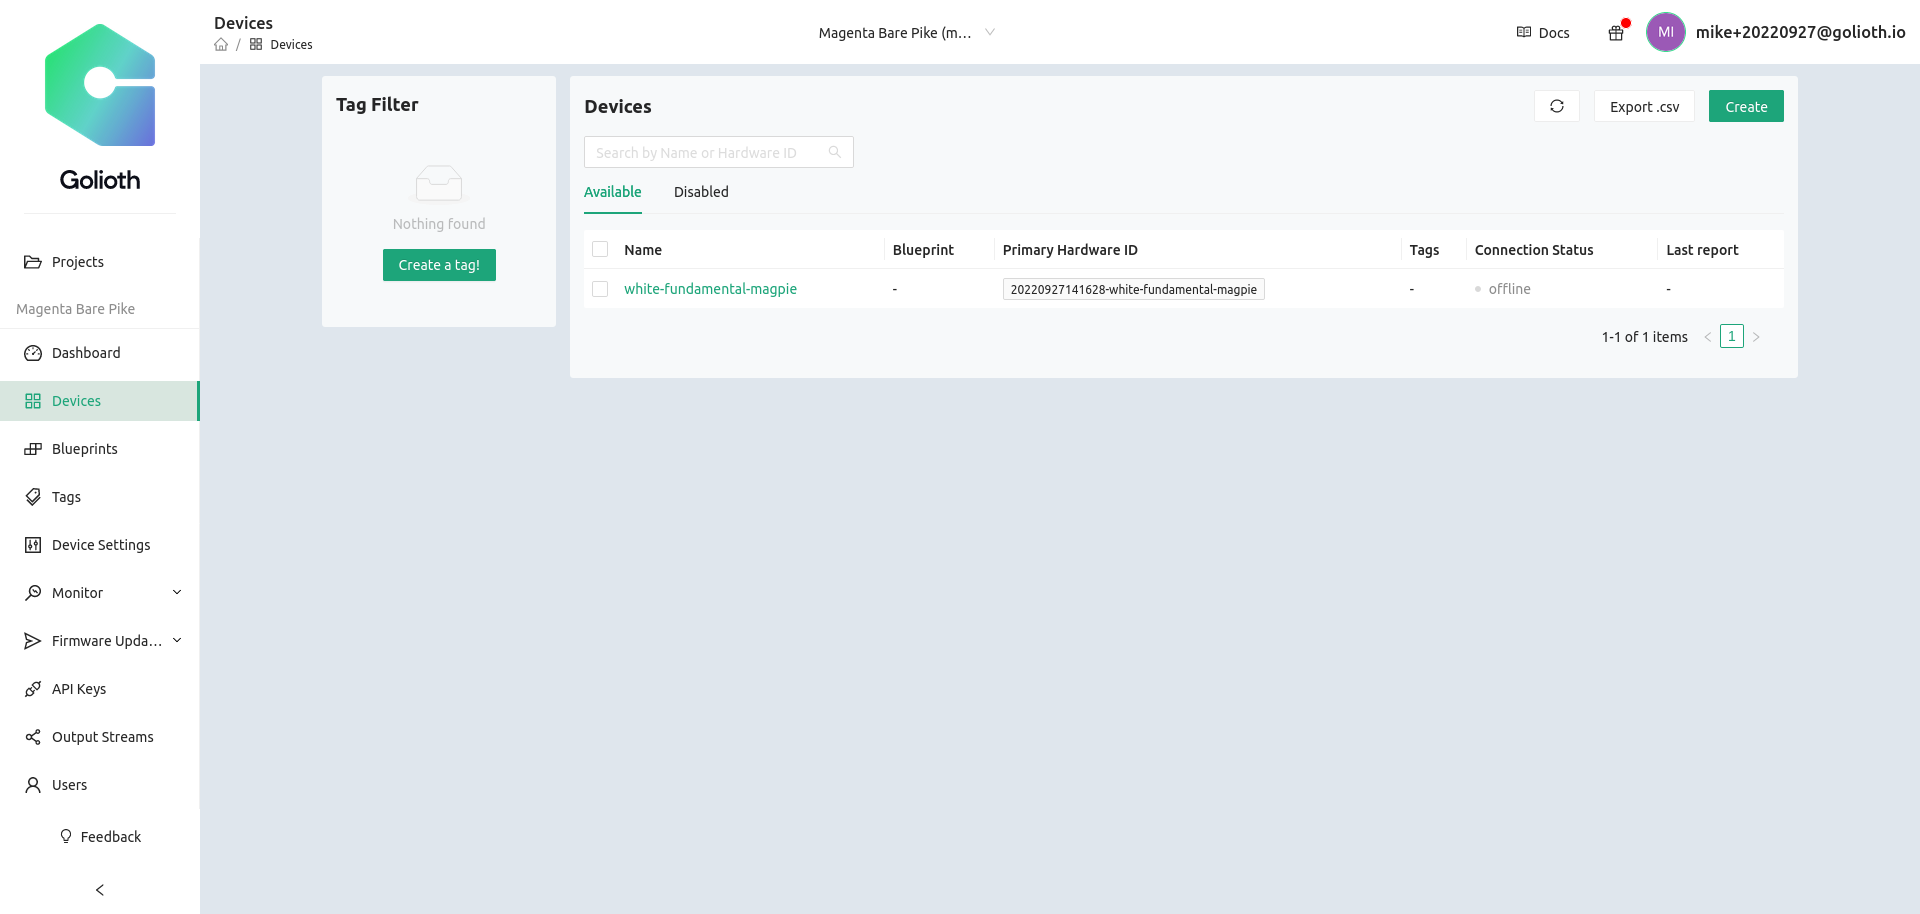 Golioth
Projects
Magenta Bare Pike
Dashboard
Devices
Blueprints
Tags
Device Settings
Monitor
Firmware Upda...
API Keys
Output Streams
Users
Feedback
Devices
/ Devices
Magenta Bare Pike (m...
Docs
MI
mike+20220927@golioth.io
Tag Filter
Nothing found
Create a tag!
Devices
Export .csv
Create
Search by Name or Hardware ID
Available Disabled
Name Blueprint Primary Hardware ID Tags Connection Status Last report
white-fundamental-magpie - 20220927141628-white-fundamental-magpie - offline -
1-1 of 1 items < 1 >